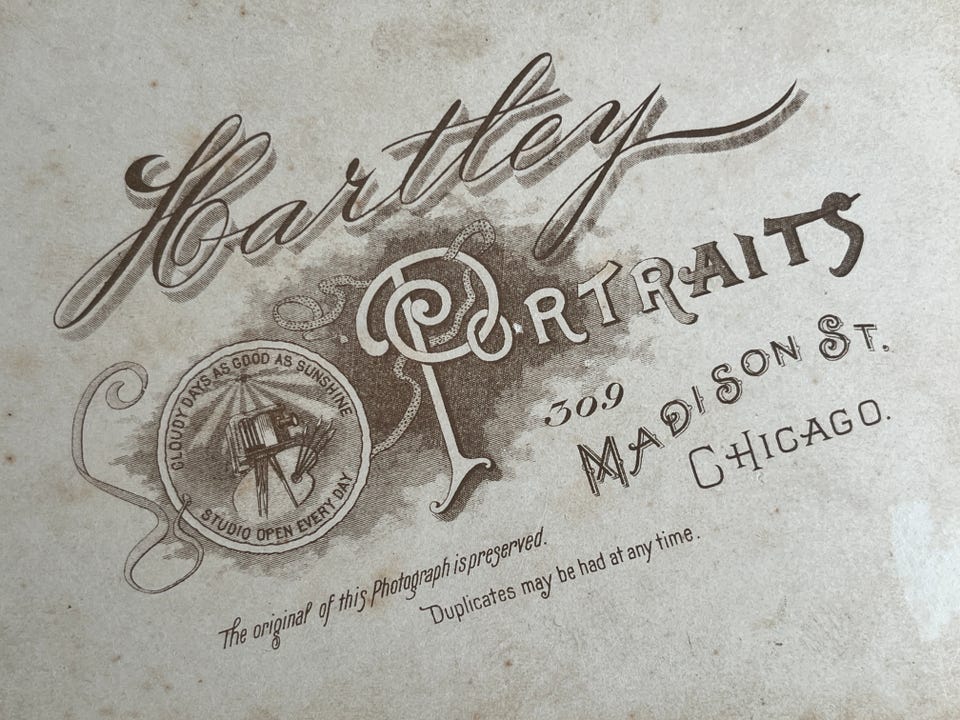 Hartley
PORTRAITS
309
MADISON ST.
CHICAGO.
CLOUDY DAYS AS GOOD AS SUNSHINE
STUDIO OPEN EVERY DAY
The original of this Photograph is preserved.
Duplicates may be had at any time.